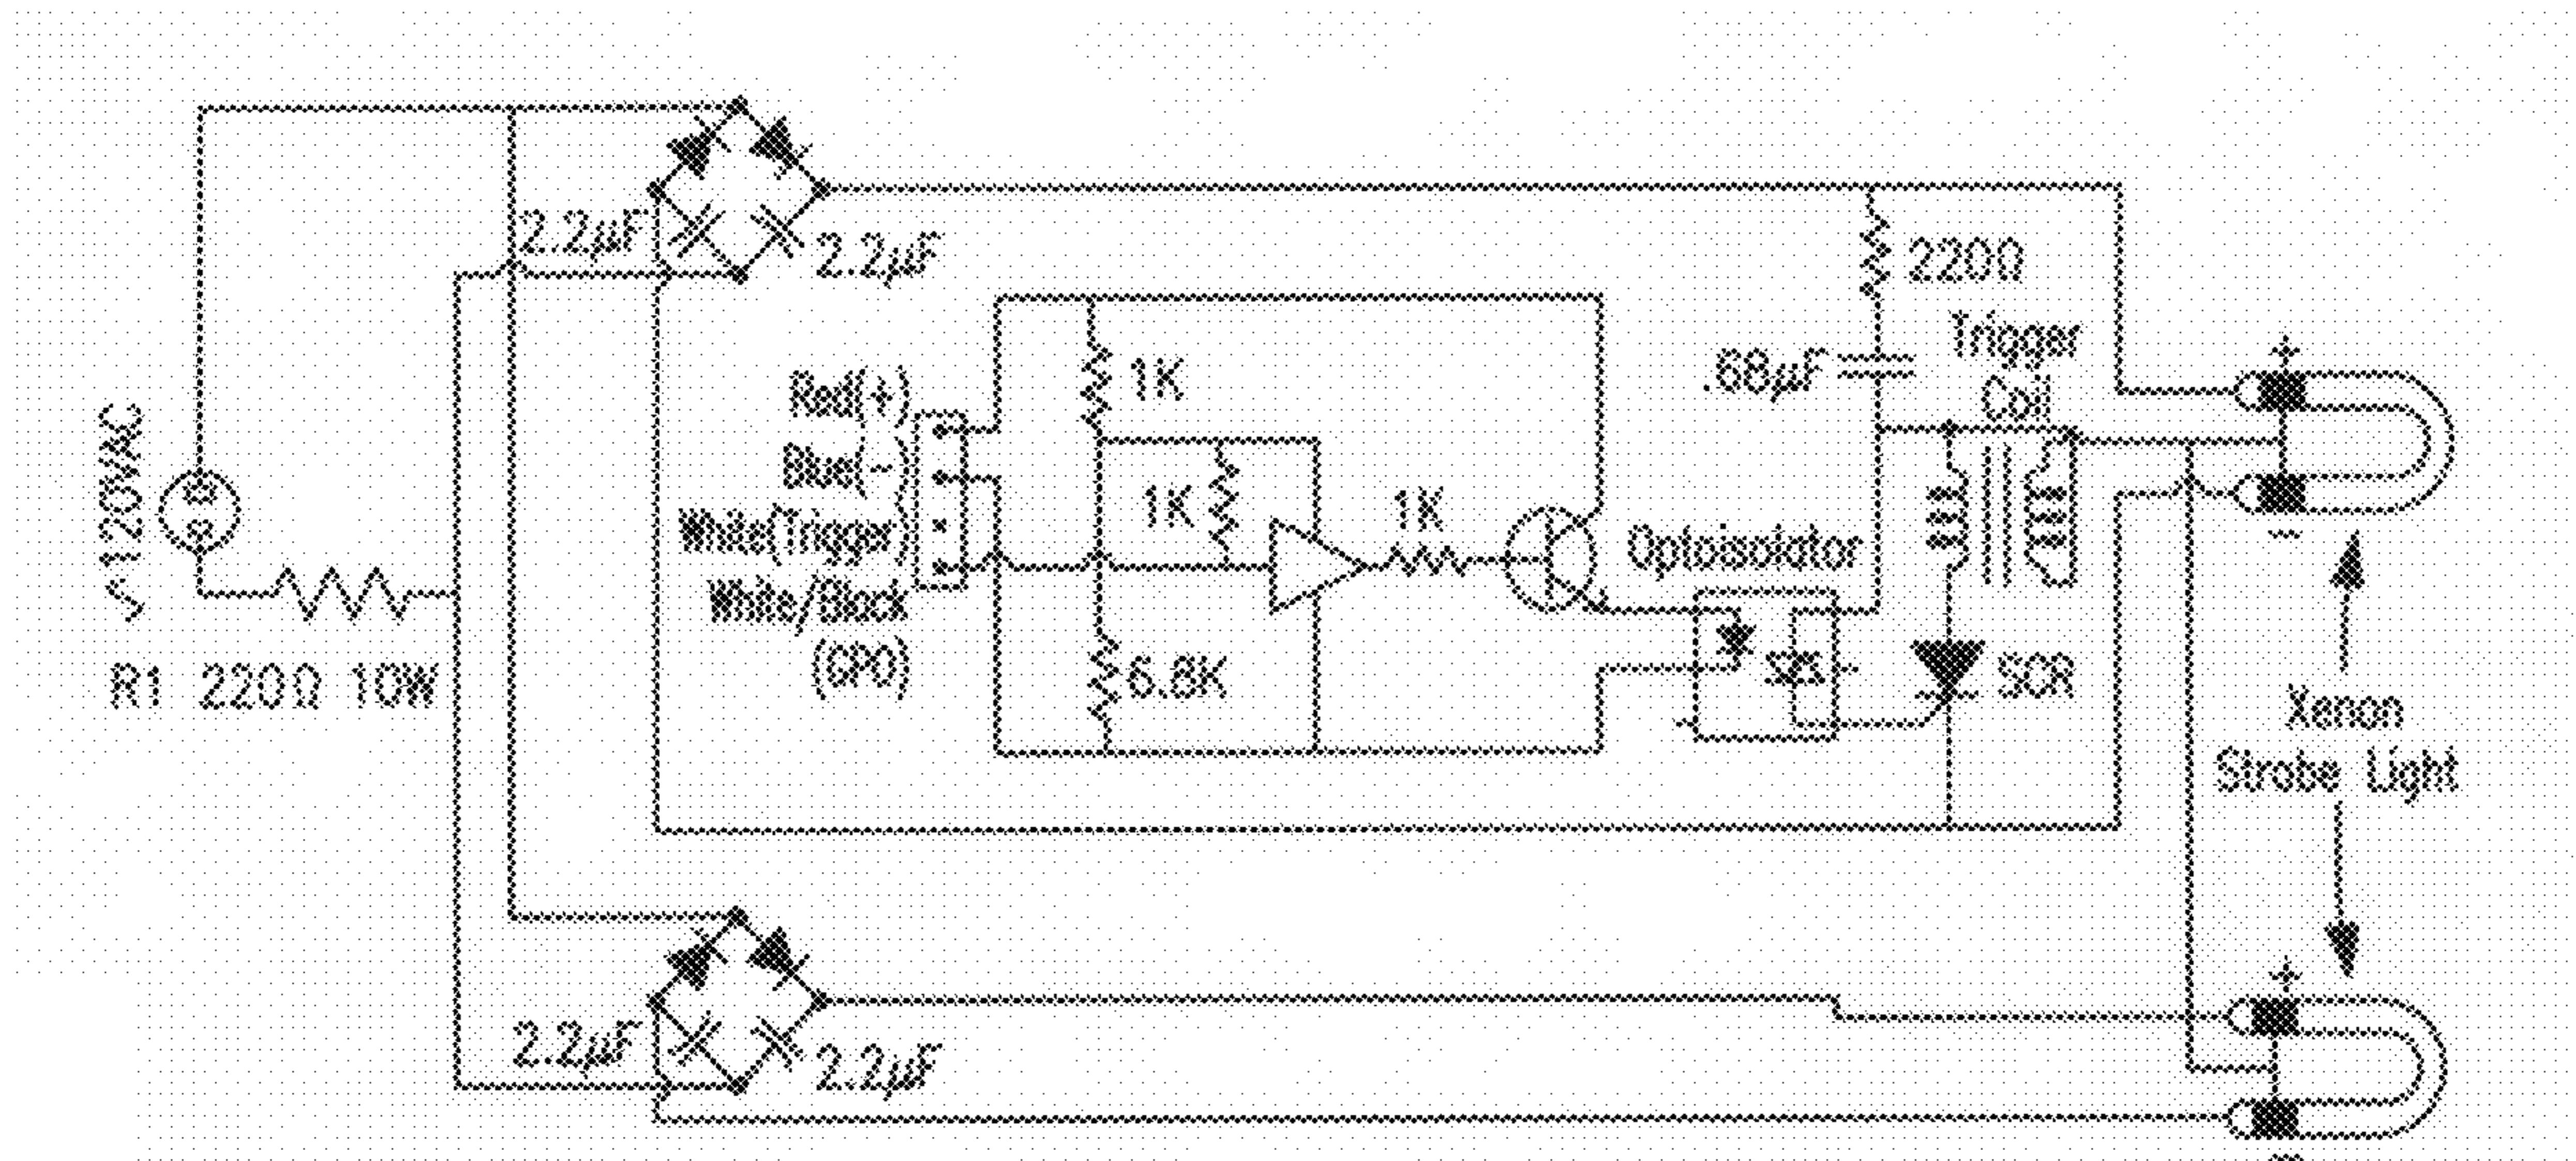 2.2µF
2.2µF
220Ω
Trigger
Coil
+
.68µF
Red(+)
Blue(-)
White(Trigger)
White/Black
(GPO)
1K
1K
1K
6.8K
Optoisolator
SCR
∿120VAC
R1 220Ω 10W
-
Xenon
Strobe Light
+
2.2µF
2.2µF
-